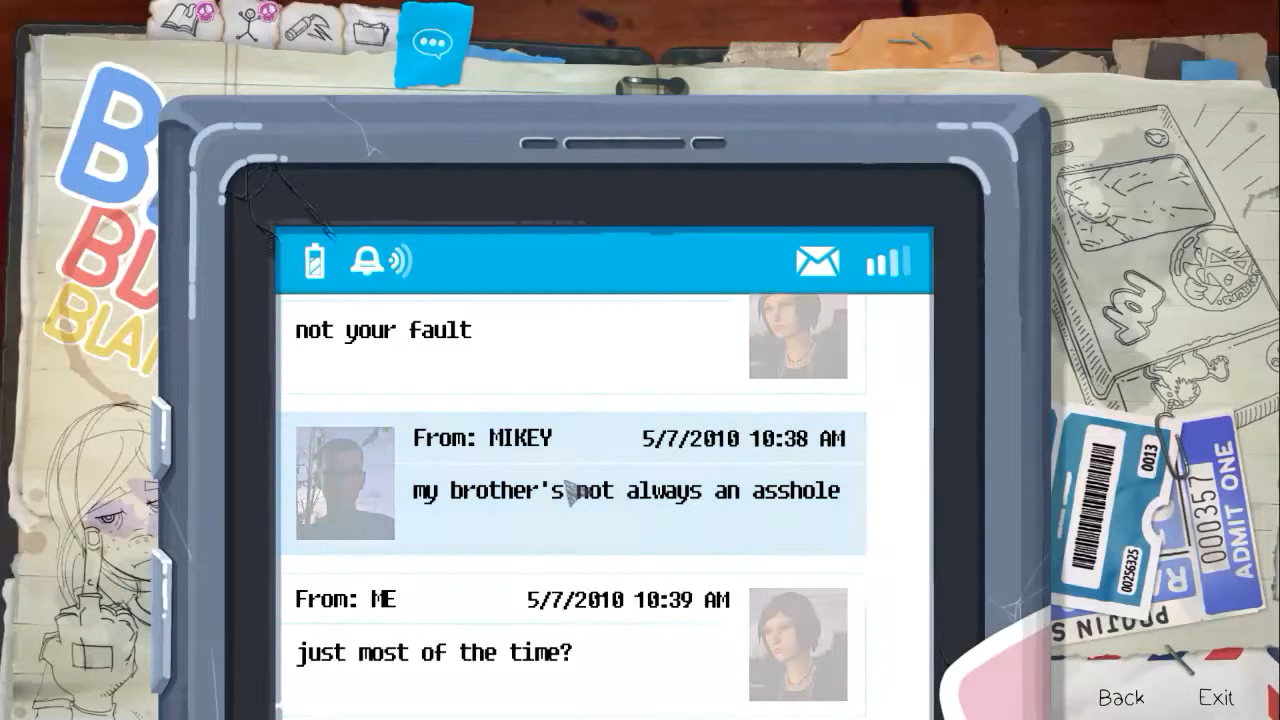 not your fault
From: MIKEY 5/7/2010 10:38 AM
my brother's not always an asshole
From: ME 5/7/2010 10:39 AM
just most of the time?
0013
00256325
000357
ADMIT ONE
Back Exit